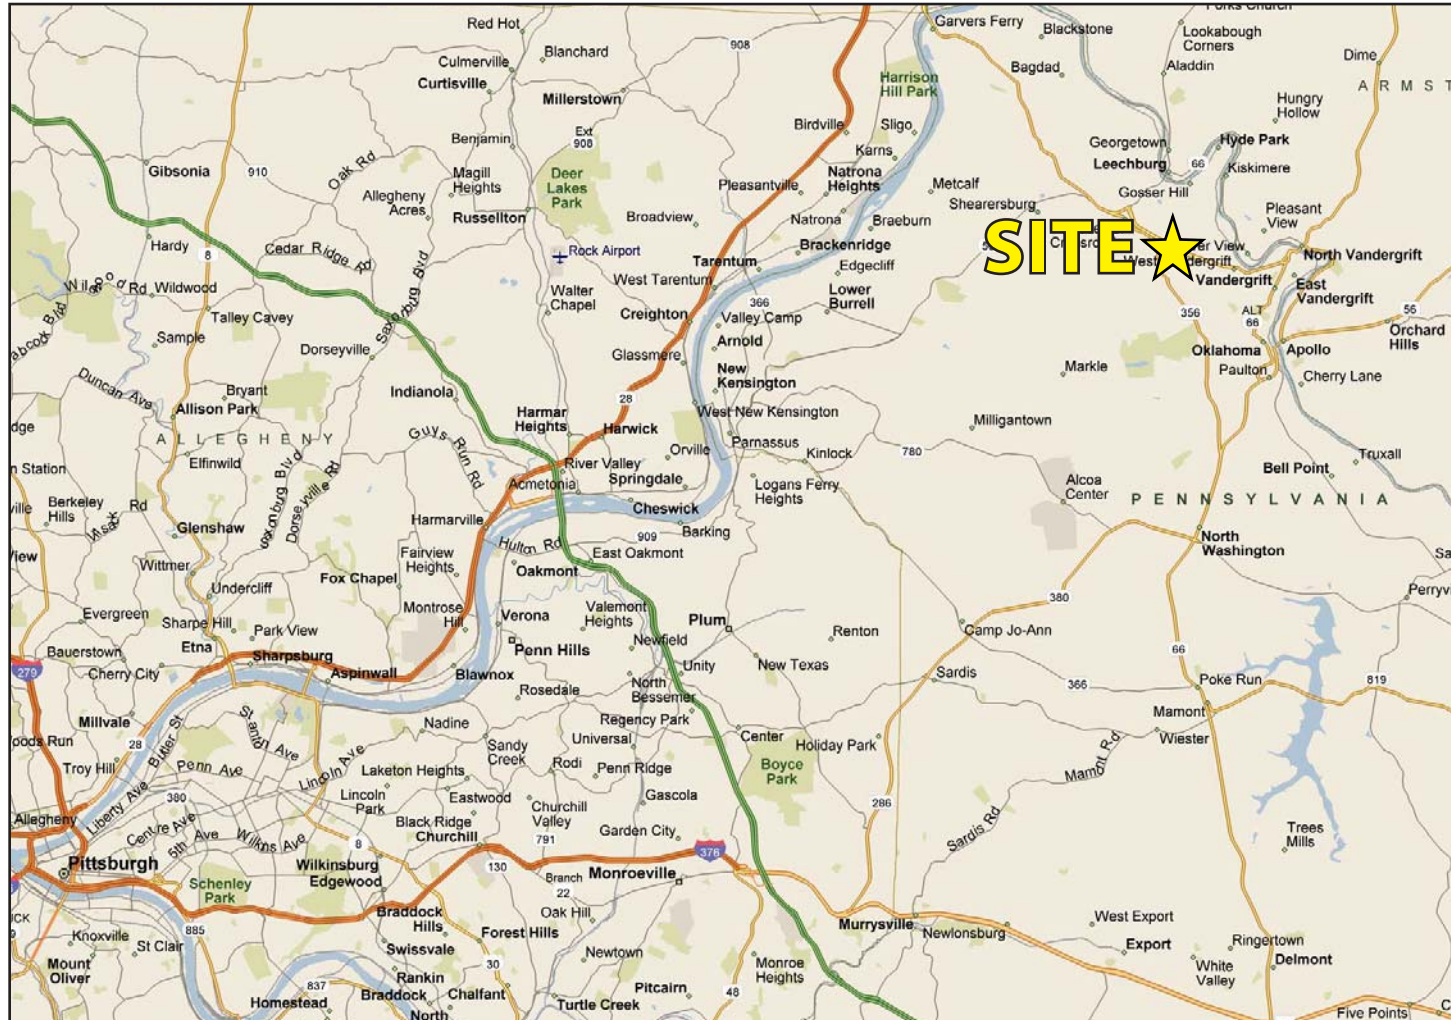 Red Hot
Garvers Ferry
Blackstone
Lookabough
Corners
908
Blanchard
Dime
Culmerville
Curtisville
Bagdad
Aladdin
Harrison
Hill Park
ARMST
Millerstown
Hungry
Hollow
Birdville
Sligo
Ext
908
Benjamin
Georgetown
Hyde Park
Karns
Leechburg
66
Kiskimere
Gibsonia
910
Oak Rd
Magill
Heights
Deer
Lakes
Park
Pleasantville
Natrona
Heights
Metcalf
Gosser Hill
Allegheny
Acres
Russellton
Broadview
Natrona
Braeburn
Shearersburg
Pleasant
View
Hardy
8
Cedar Ridge Rd
Rock Airport
Brackenridge
SITE
North Vandergrift
Tarentum
Edgecliff
Vandergrift
East
Vandergrift
Wildwood
Saxonburg Blvd
Walter
Chapel
West Tarentum
Lower
Burrell
366
Creighton
Valley Camp
356
ALT
66
56
Orchard
Hills
Talley Cavey
Sample
Dorseyville
Arnold
Glassmere
Oklahoma
Apollo
Paulton
Cherry Lane
Markle
New
Kensington
Duncan Ave
Bryant
Indianola
28
Allison Park
Harmar
Heights
West New Kensington
Milligantown
ALLEGHENY
Guys Run Rd
Harwick
Parnassus
Orville
Kinlock
780
Truxall
Elfinwild
River Valley
Bell Point
Acmetonia
Springdale
Logans Ferry
Heights
Alcoa
Center
PENNSYLVANIA
Berkeley
Hills
Dorseyville Rd
Cheswick
Glenshaw
Harmarville
Barking
909
Hulton Rd
North
Washington
East Oakmont
Wittmer
Fairview
Heights
Oakmont
Fox Chapel
Undercliff
380
Montrose
Hill
Verona
Valemont
Heights
Plum
Evergreen
Sharpe Hill
Park View
Renton
Camp Jo-Ann
Etna
Penn Hills
Newfield
66
Bauerstown
Sharpsburg
Unity
New Texas
279
Cherry City
Aspinwall
Blawnox
Sardis
366
Poke Run
819
Rosedale
North
Bessemer
Mamont
Millvale
Nadine
Regency Park
Center
Holiday Park
Wiester
28
Butler St
Stanton Ave
Universal
Sandy
Creek
Boyce
Park
Mamont Rd
Troy Hill
Penn Ave
Lincoln Ave
Laketon Heights
Rodi
Penn Ridge
Liberty Ave
380
Lincoln
Park
Eastwood
Gascola
286
Allegheny
Centre Ave
5th Ave
Wilkins Ave
Black Ridge
Churchill
Churchill
Valley
Garden City
Sardis Rd
Trees
Mills
8
791
376
Pittsburgh
Wilkinsburg
Edgewood
130
Branch
22
Monroeville
Schenley
Park
Braddock
Hills
Oak Hill
Murrysville
West Export
885
Newlonsburg
Knoxville
St Clair
Swissvale
Forest Hills
Newtown
Export
Ringertown
Delmont
Mount
Oliver
Rankin
30
Monroe
Heights
White
Valley
837
Braddock
Chalfant
Pitcairn
48
Homestead
North
Turtle Creek
Five Points